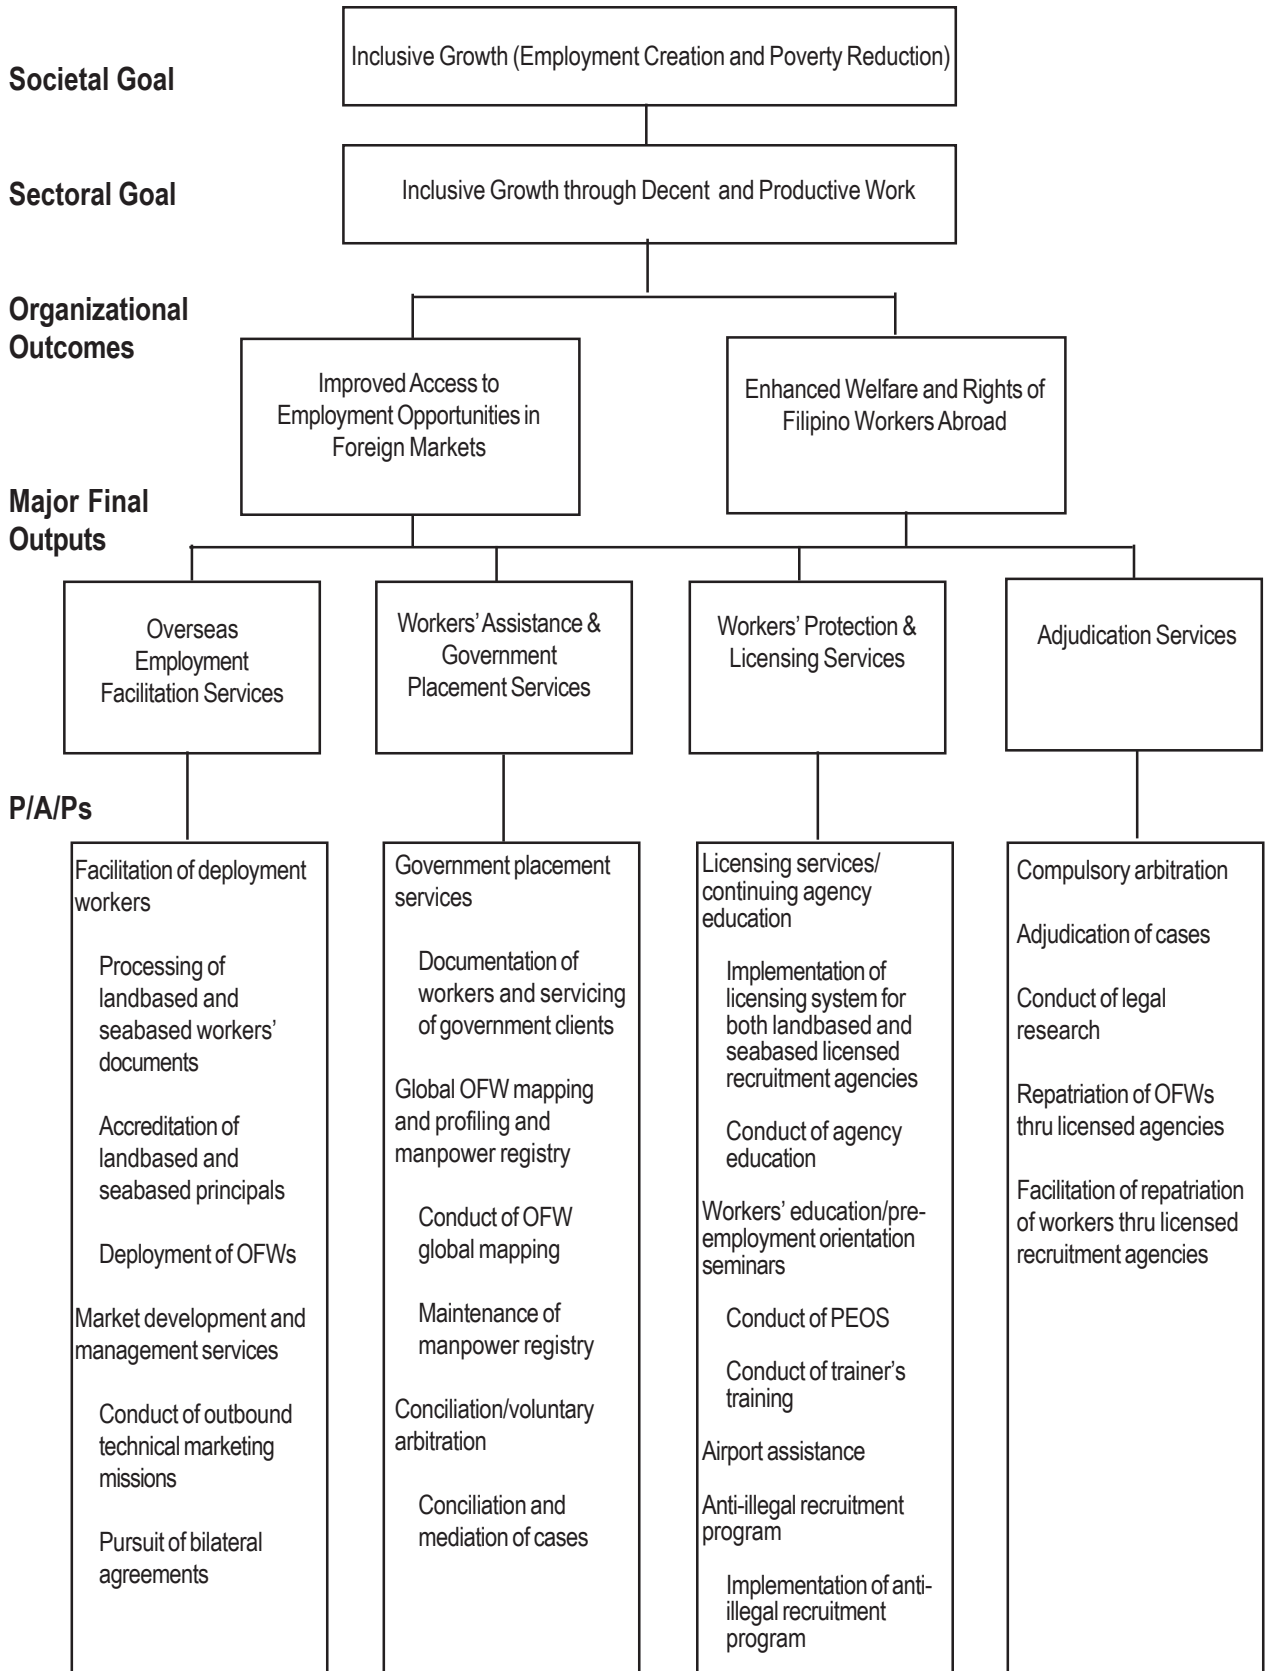 Inclusive Growth (Employment Creation and Poverty Reduction)
Societal Goal
Sectoral Goal
Inclusive Growth through Decent and Productive Work
Organizational
Outcomes
Improved Access to
Employment Opportunities in
Foreign Markets
Enhanced Welfare and Rights of
Filipino Workers Abroad
Major Final
Outputs
Overseas
Employment
Facilitation Services
Workers' Assistance &
Government
Placement Services
Workers' Protection &
Licensing Services
Adjudication Services
P/A/Ps
Facilitation of deployment
workers
Processing of
landbased and
seabased workers'
documents
Accreditation of
landbased and
seabased principals
Deployment of OFWs
Market development and
management services
Conduct of outbound
technical marketing
missions
Pursuit of bilateral
agreements
Government placement
services
Documentation of
workers and servicing
of government clients
Global OFW mapping
and profiling and
manpower registry
Conduct of OFW
global mapping
Maintenance of
manpower registry
Conciliation/voluntary
arbitration
Conciliation and
mediation of cases
Licensing services/
continuing agency
education
Implementation of
licensing system for
both landbased and
seabased licensed
recruitment agencies
Conduct of agency
education
Workers' education/pre-
employment orientation
seminars
Conduct of PEOS
Conduct of trainer's
training
Airport assistance
Anti-illegal recruitment
program
Implementation of anti-
illegal recruitment
program
Compulsory arbitration
Adjudication of cases
Conduct of legal
research
Repatriation of OFWs
thru licensed agencies
Facilitation of repatriation
of workers thru licensed
recruitment agencies